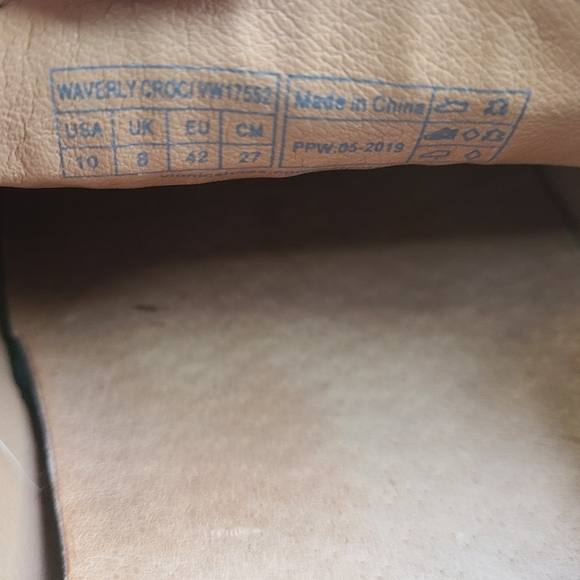 WAVERLY CROC/ VW17552
USA UK EU CM
10 8 42 27
Made in China
PPW:05-2019